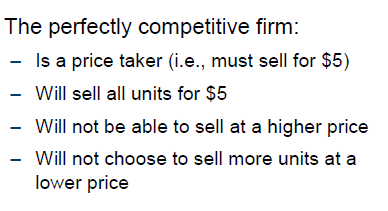 The perfectly competitive firm:
– Is a price taker (i.e., must sell for $5)
– Will sell all units for $5
– Will not be able to sell at a higher price
– Will not choose to sell more units at a
lower price